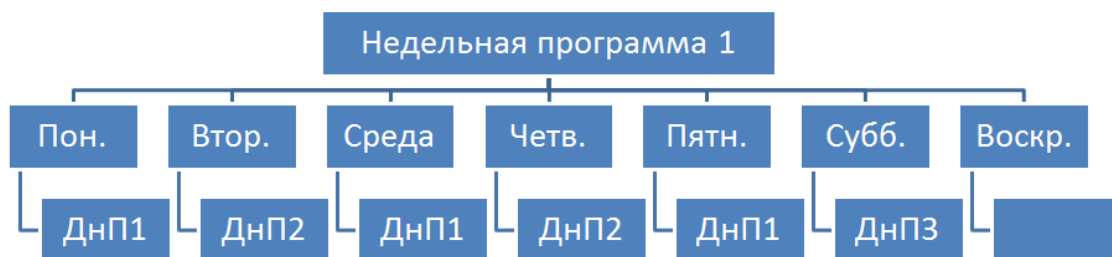 Недельная программа 1
Пон. Втор. Среда Четв. Пятн. Субб. Воскр.
ДнП1 ДнП2 ДнП1 ДнП2 ДнП1 ДнП3